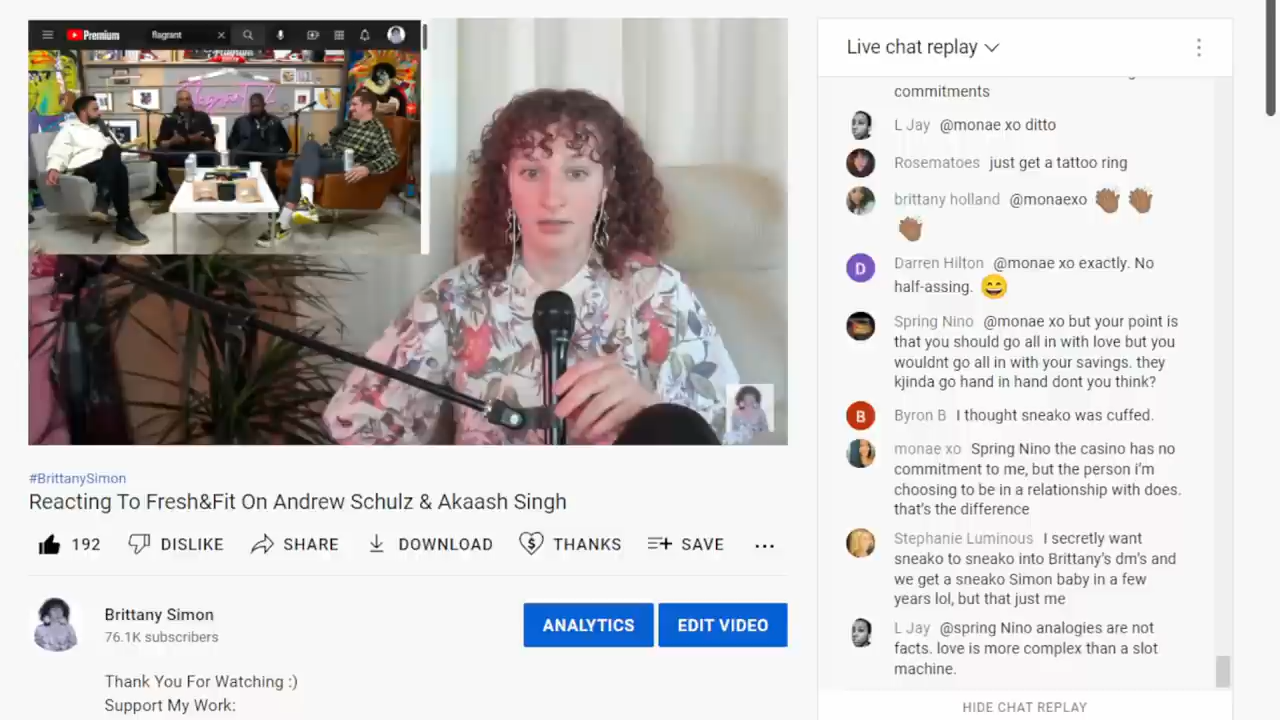 Premium
flagrant
#BrittanySimon
Reacting To Fresh&Fit On Andrew Schulz & Akaash Singh
192
DISLIKE
SHARE
DOWNLOAD
THANKS
SAVE
Brittany Simon
76.1K subscribers
ANALYTICS
EDIT VIDEO
Thank You For Watching :)
Support My Work:
Live chat replay
commitments
L Jay @monae xo ditto
Rosematoes just get a tattoo ring
brittany holland @monaexo 👏🏾 👏🏾
👏🏾
D
Darren Hilton @monae xo exactly. No
half-assing. 😄
Spring Nino @monae xo but your point is
that you should go all in with love but you
wouldnt go all in with your savings. they
kjinda go hand in hand dont you think?
B
Byron B I thought sneako was cuffed.
monae xo Spring Nino the casino has no
commitment to me, but the person i'm
choosing to be in a relationship with does.
that's the difference
Stephanie Luminous I secretly want
sneako to sneako into Brittany's dm's and
we get a sneako Simon baby in a few
years lol, but that just me
L Jay @spring Nino analogies are not
facts. love is more complex than a slot
machine.
HIDE CHAT REPLAY